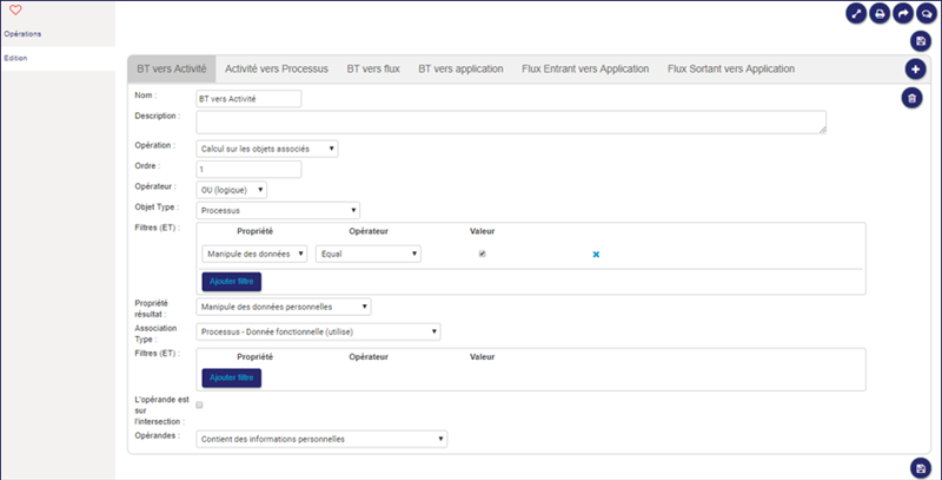 Opérations
Edition
BT vers Activité Activité vers Processus BT vers flux BT vers application Flux Entrant vers Application Flux Sortant vers Application
Nom : BT vers Activité
Description :
Opération : Calcul sur les objets associés
Ordre : 1
Opérateur : OU (logique)
Objet Type : Processus
Filtres (ET) : Propriété Opérateur Valeur
Manipule des données Equal
Ajouter filtre
Propriété
résultat : Manipule des données personnelles
Association
Type : Processus - Donnée fonctionnelle (utilise)
Filtres (ET) : Propriété Opérateur Valeur
Ajouter filtre
L'opérande est
sur
l'intersection :
Opérandes : Contient des informations personnelles